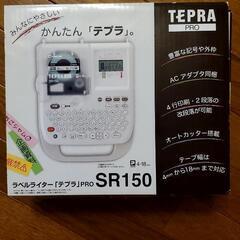 みんなにやさしい
かんたん「テプラ」。
TEPRA
PRO
豊富な記号や外枠
ACアダプタ同梱
4行印刷・2段落の
改段落が可能
オートカッター搭載
テープ幅は
4mmから18mmまで対応
4-18mm
ラベルライター「テプラ」PRO SR150